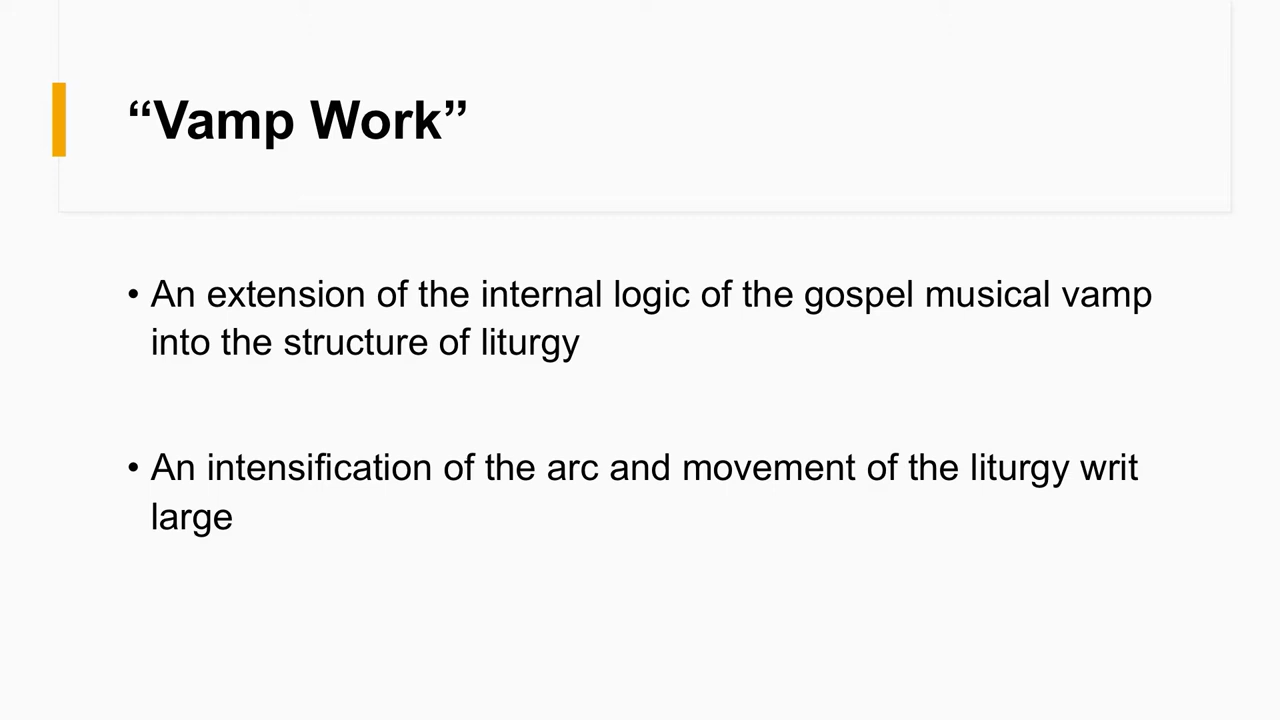 “Vamp Work”
• An extension of the internal logic of the gospel musical vamp
into the structure of liturgy
• An intensification of the arc and movement of the liturgy writ
large